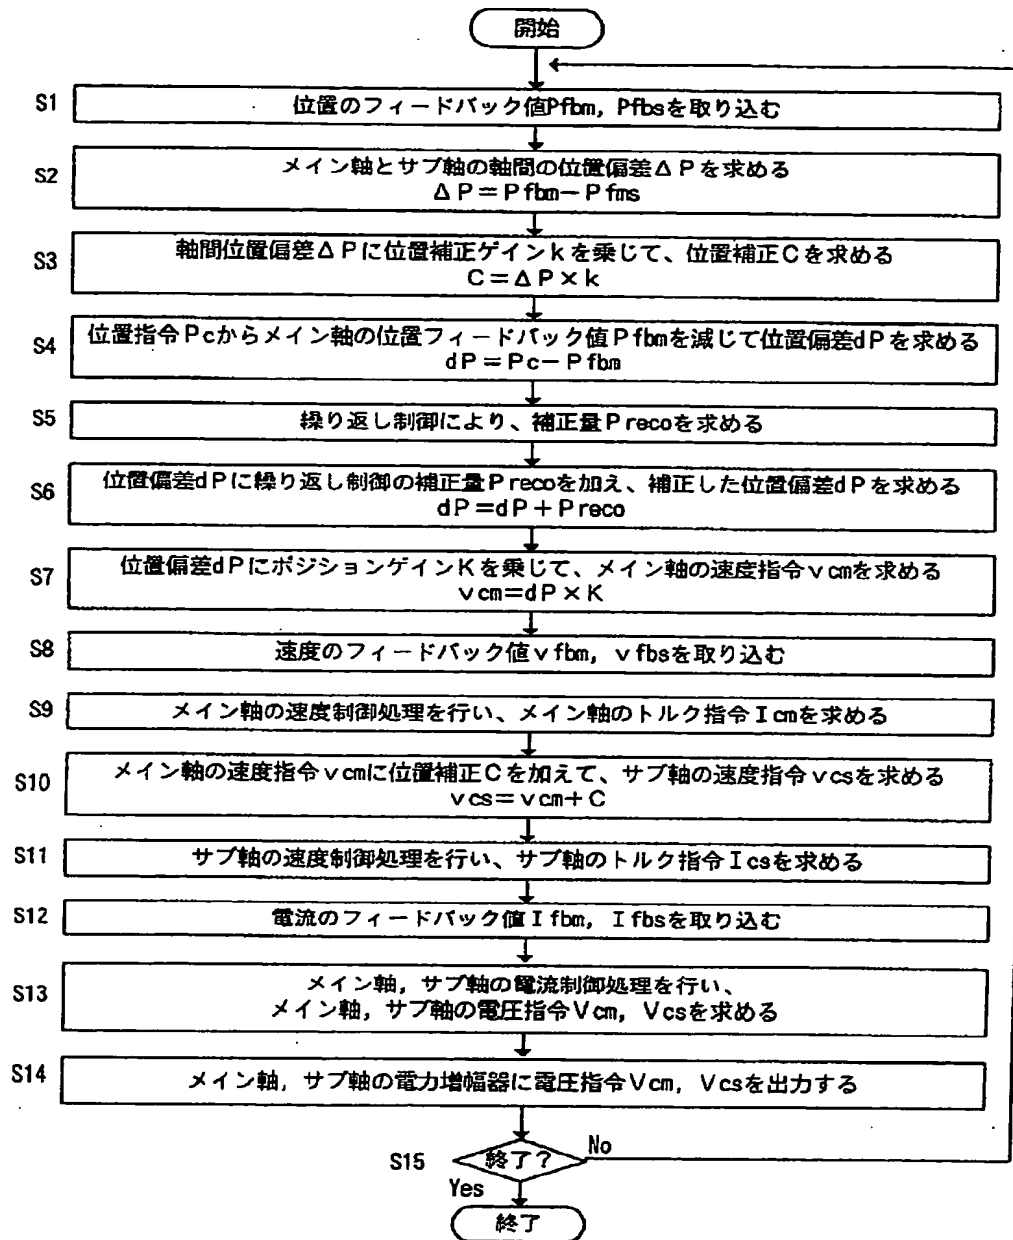 開始
S1 位置のフィードバック値Pfbm, Pfbsを取り込む
S2 メイン軸とサブ軸の軸間の位置偏差ΔPを求める
ΔP=Pfbm-Pfms
S3 軸間位置偏差ΔPに位置補正ゲインkを乗じて、位置補正Cを求める
C=ΔP×k
S4 位置指令Pcからメイン軸の位置フィードバック値Pfbmを減じて位置偏差dPを求める
dP=Pc-Pfbm
S5 繰り返し制御により、補正量Precoを求める
S6 位置偏差dPに繰り返し制御の補正量Precoを加え、補正した位置偏差dPを求める
dP=dP+Preco
S7 位置偏差dPにポジションゲインKを乗じて、メイン軸の速度指令vcmを求める
vcm=dP×K
S8 速度のフィードバック値vfbm, vfbsを取り込む
S9 メイン軸の速度制御処理を行い、メイン軸のトルク指令Icmを求める
S10 メイン軸の速度指令vcmに位置補正Cを加えて、サブ軸の速度指令vcsを求める
vcs=vcm+C
S11 サブ軸の速度制御処理を行い、サブ軸のトルク指令Icsを求める
S12 電流のフィードバック値Ifbm, Ifbsを取り込む
S13 メイン軸, サブ軸の電流制御処理を行い、
メイン軸, サブ軸の電圧指令Vcm, Vcsを求める
S14 メイン軸, サブ軸の電力増幅器に電圧指令Vcm, Vcsを出力する
S15 終了? No
Yes
終了